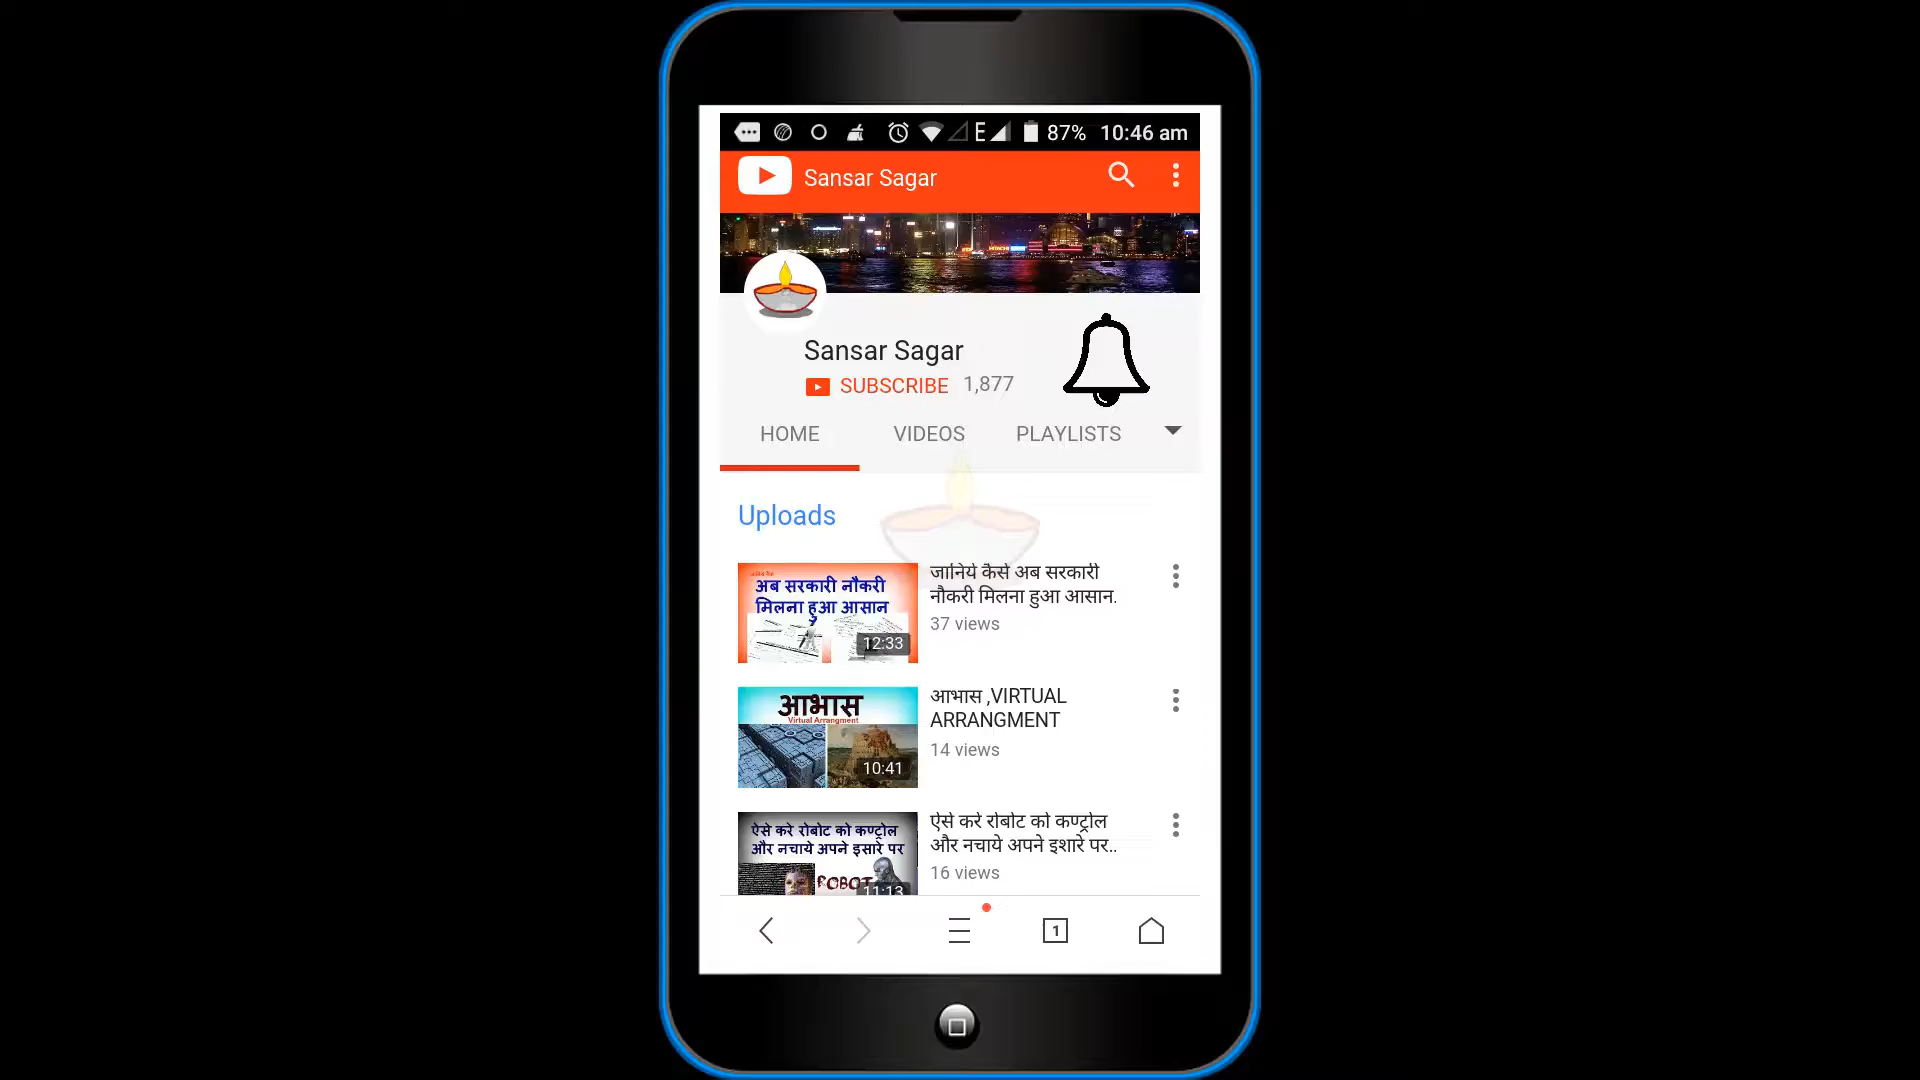 E 87% 10:46 am
Sansar Sagar
Sansar Sagar
SUBSCRIBE 1,877
HOME VIDEOS PLAYLISTS
Uploads
अब सरकारी नौकरी
मिलना हुआ आसान
12:33
जानिये कैसे अब सरकारी
नौकरी मिलना हुआ आसान.
37 views
आभास
Virtual Arrangment
10:41
आभास ,VIRTUAL
ARRANGMENT
14 views
ऐसे करे रोबोट को कण्ट्रोल
और नचाये अपने इसारे पर
ROBOT
11:13
ऐसे करे रोबोट को कण्ट्रोल
और नचाये अपने इशारे पर..
16 views
1